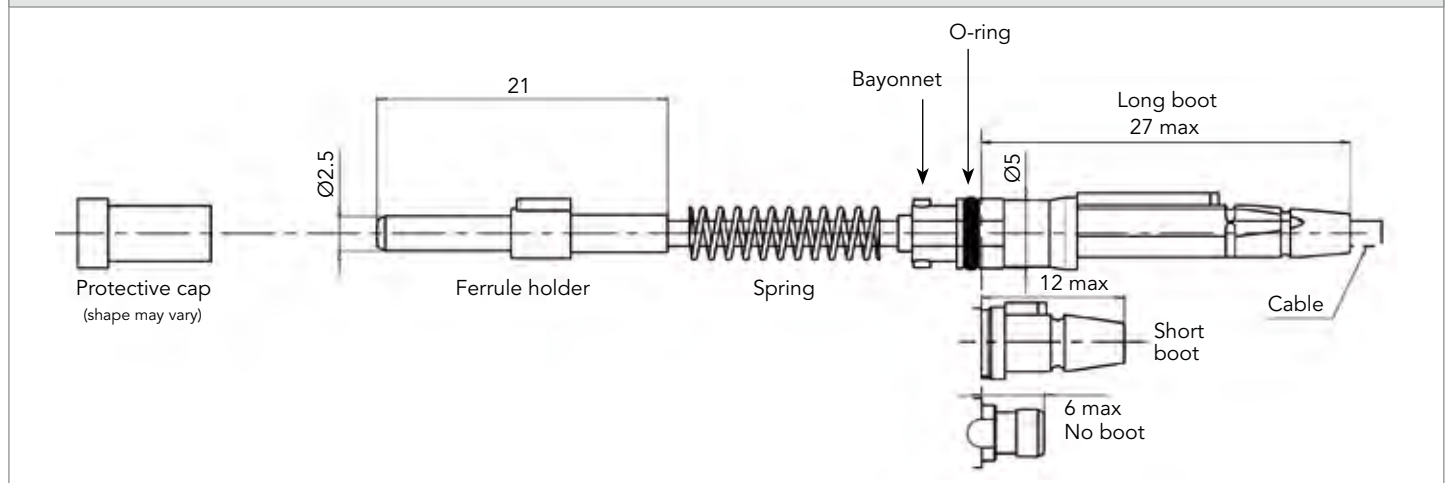 O-ring
Bayonnet
21
Long boot
27 max
Ø2.5
Ø5
Protective cap
(shape may vary)
Ferrule holder
Spring
12 max
Cable
Short
boot
6 max
No boot